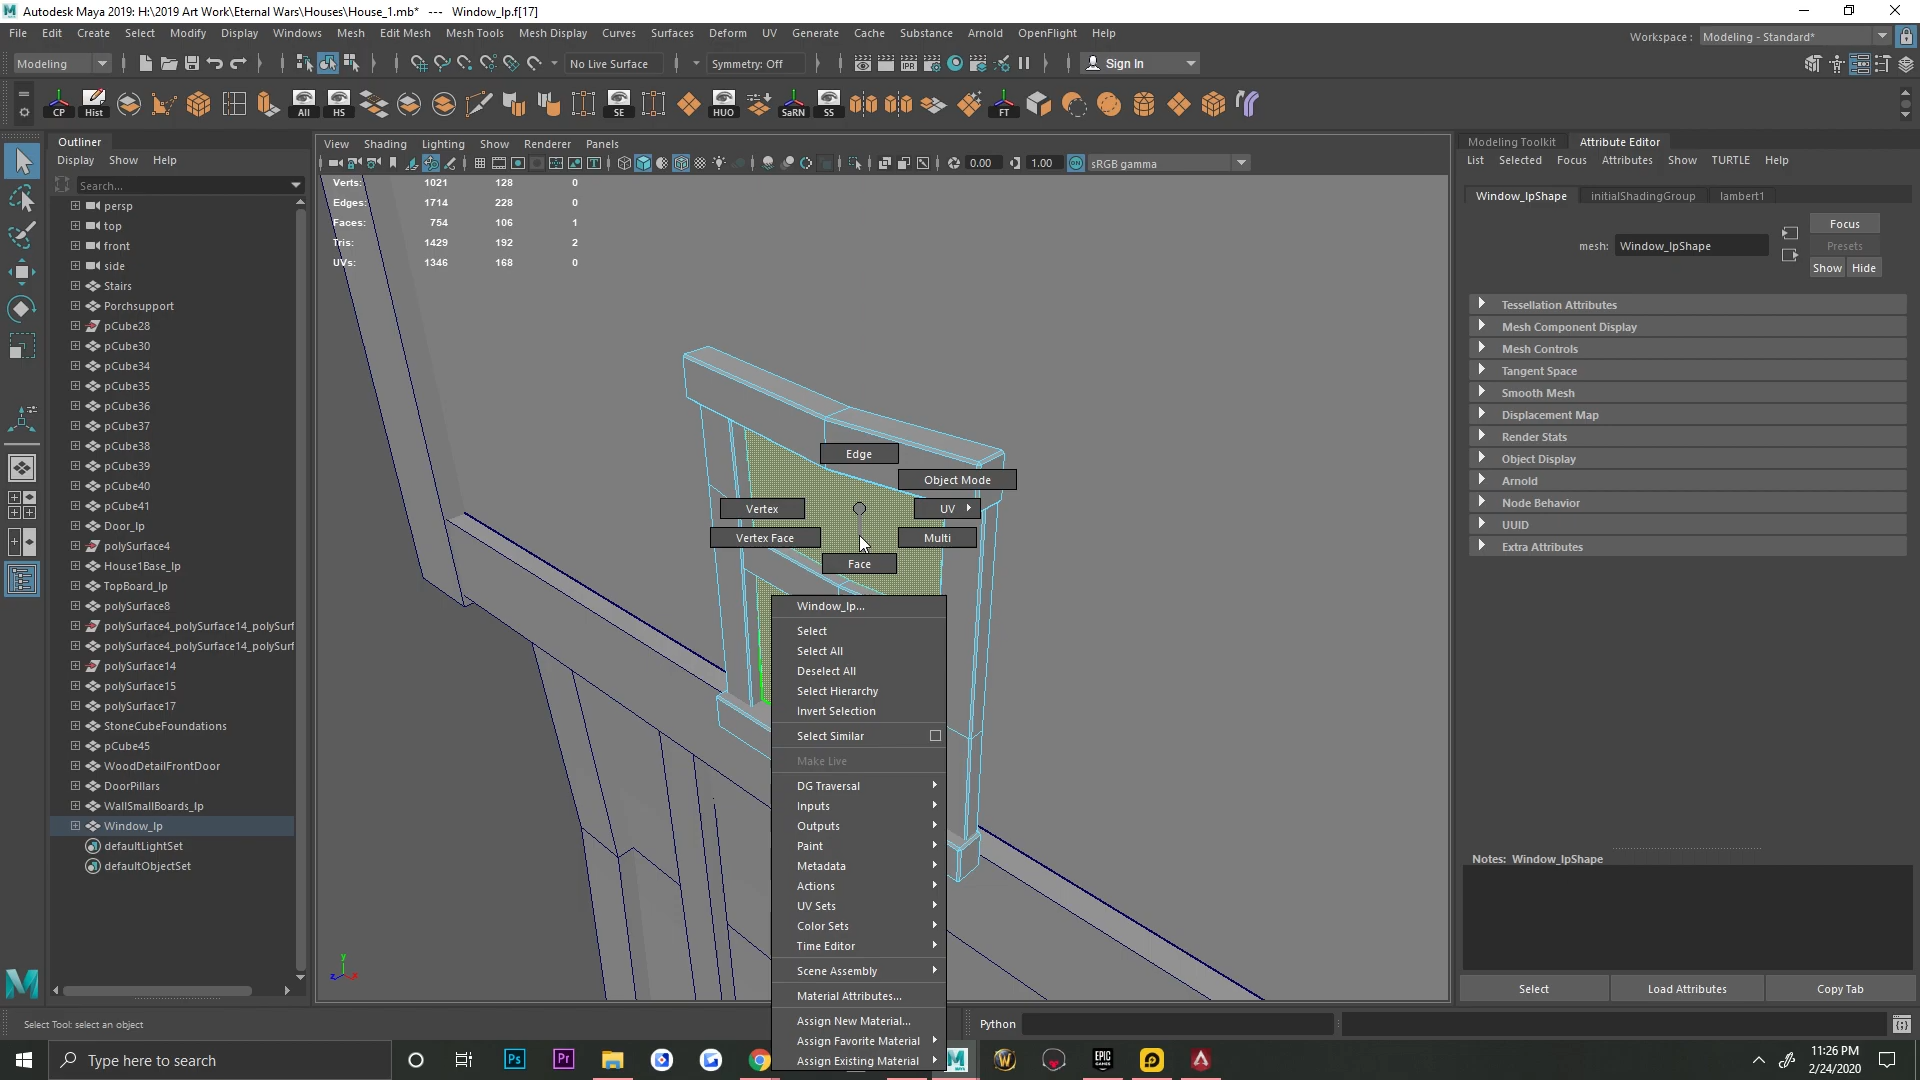 Autodesk Maya 2019: H:\2019 Art Work\Eternal Wars\Houses\House_1.mb* --- Window_lp.f[17]
File Edit Create Select Modify Display Windows Mesh Edit Mesh Mesh Tools Mesh Display Curves Surfaces Deform UV Generate Cache Substance Arnold OpenFlight Help
Workspace : Modeling - Standard*
Modeling No Live Surface Symmetry: Off Sign In
IPR
CP Hist All HS SE HUO SaRN SS FT
Outliner
Display Show Help
Search...
persp
top
front
side
Stairs
Porchsupport
pCube28
pCube30
pCube34
pCube35
pCube36
pCube37
pCube38
pCube39
pCube40
pCube41
Door_lp
polySurface4
House1Base_lp
TopBoard_lp
polySurface8
polySurface4_polySurface14_polySurf
polySurface4_polySurface14_polySurf
polySurface14
polySurface15
polySurface17
StoneCubeFoundations
pCube45
WoodDetailFrontDoor
DoorPillars
WallSmallBoards_lp
Window_lp
defaultLightSet
defaultObjectSet
View Shading Lighting Show Renderer Panels
0.00 1.00 sRGB gamma
Verts: 1021 128 0
Edges: 1714 228 0
Faces: 754 106 1
Tris: 1429 192 2
UVs: 1346 168 0
Edge
Object Mode
Vertex UV
Vertex Face Multi
Face
Window_lp...
Select
Select All
Deselect All
Select Hierarchy
Invert Selection
Select Similar
Make Live
DG Traversal
Inputs
Outputs
Paint
Metadata
Actions
UV Sets
Color Sets
Time Editor
Scene Assembly
Material Attributes...
Assign New Material...
Assign Favorite Material
Assign Existing Material
y
z x
Modeling Toolkit Attribute Editor
List Selected Focus Attributes Show TURTLE Help
Window_lpShape initialShadingGroup lambert1
mesh: Window_lpShape
Focus
Presets
Show Hide
Tessellation Attributes
Mesh Component Display
Mesh Controls
Tangent Space
Smooth Mesh
Displacement Map
Render Stats
Object Display
Arnold
Node Behavior
UUID
Extra Attributes
Notes: Window_lpShape
Select Load Attributes Copy Tab
Select Tool: select an object
Python
Type here to search
Ps Pr
EPIC GAMES
11:26 PM
2/24/2020